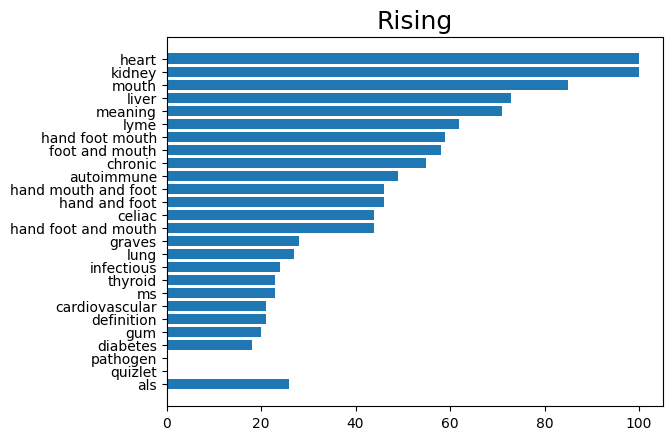 Rising
heart
kidney
mouth
liver
meaning
lyme
hand foot mouth
foot and mouth
chronic
autoimmune
hand mouth and foot
hand and foot
celiac
hand foot and mouth
graves
lung
infectious
thyroid
ms
cardiovascular
definition
gum
diabetes
pathogen
quizlet
als
0 20 40 60 80 100